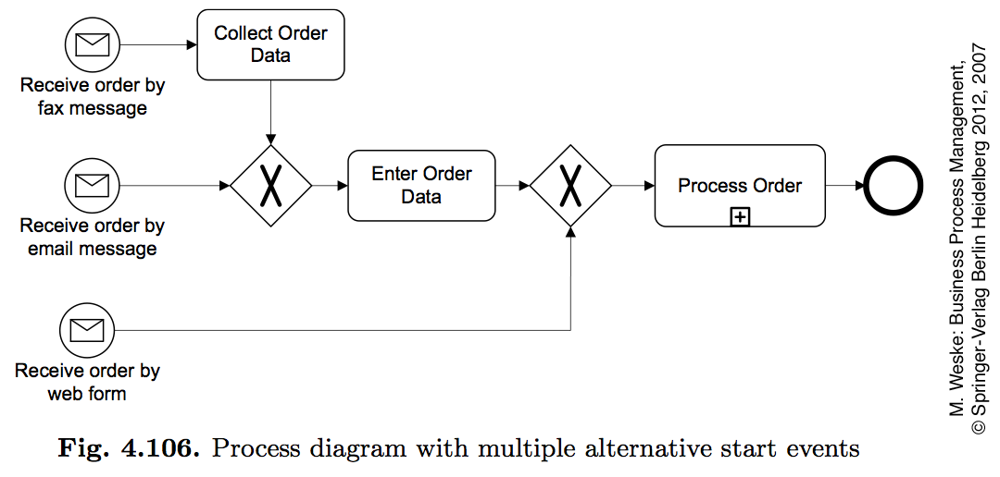 Collect Order
Data
Receive order by
fax message
Enter Order
Data
Process Order
Receive order by
email message
Receive order by
web form
M. Weske: Business Process Management,
© Springer-Verlag Berlin Heidelberg 2012, 2007
Fig. 4.106. Process diagram with multiple alternative start events